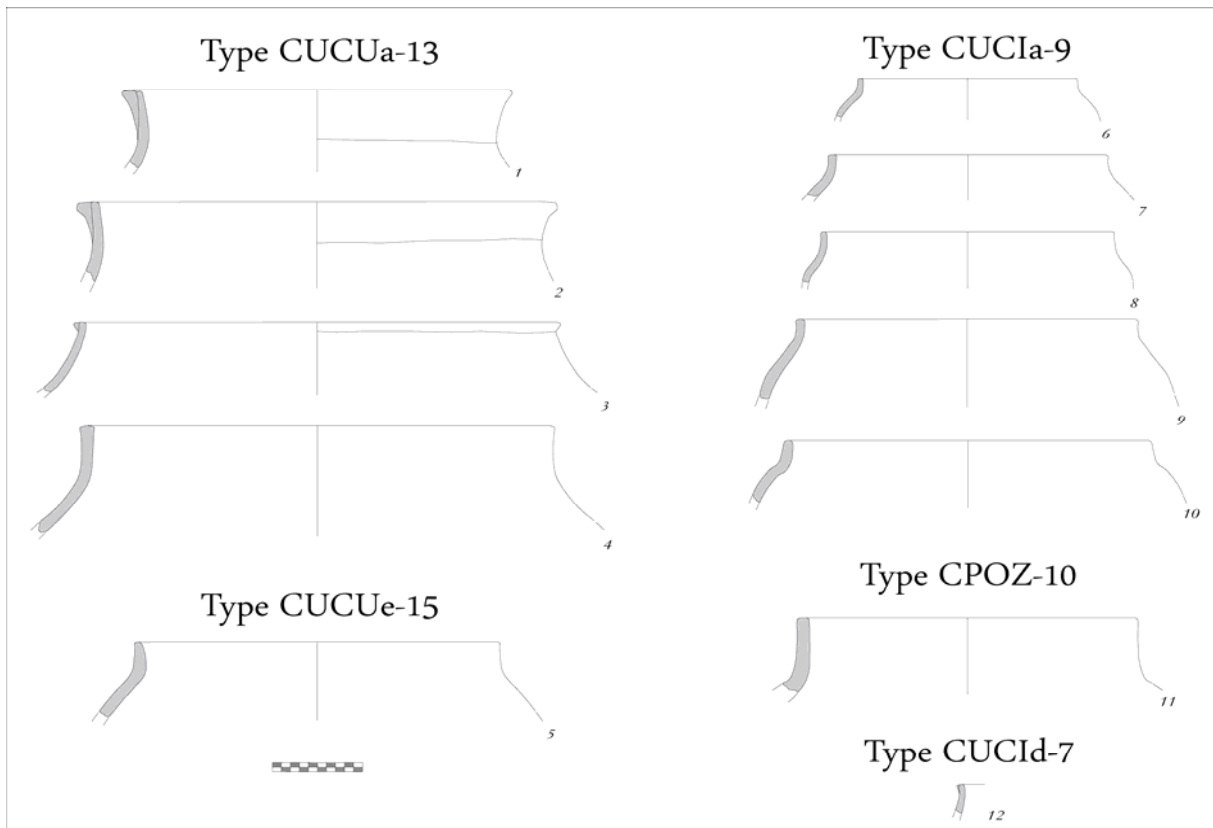 Type CUCUa-13
1
2
3
4
Type CUCUe-15
5
Type CUCIa-9
6
7
8
9
10
Type CPOZ-10
11
Type CUCId-7
12